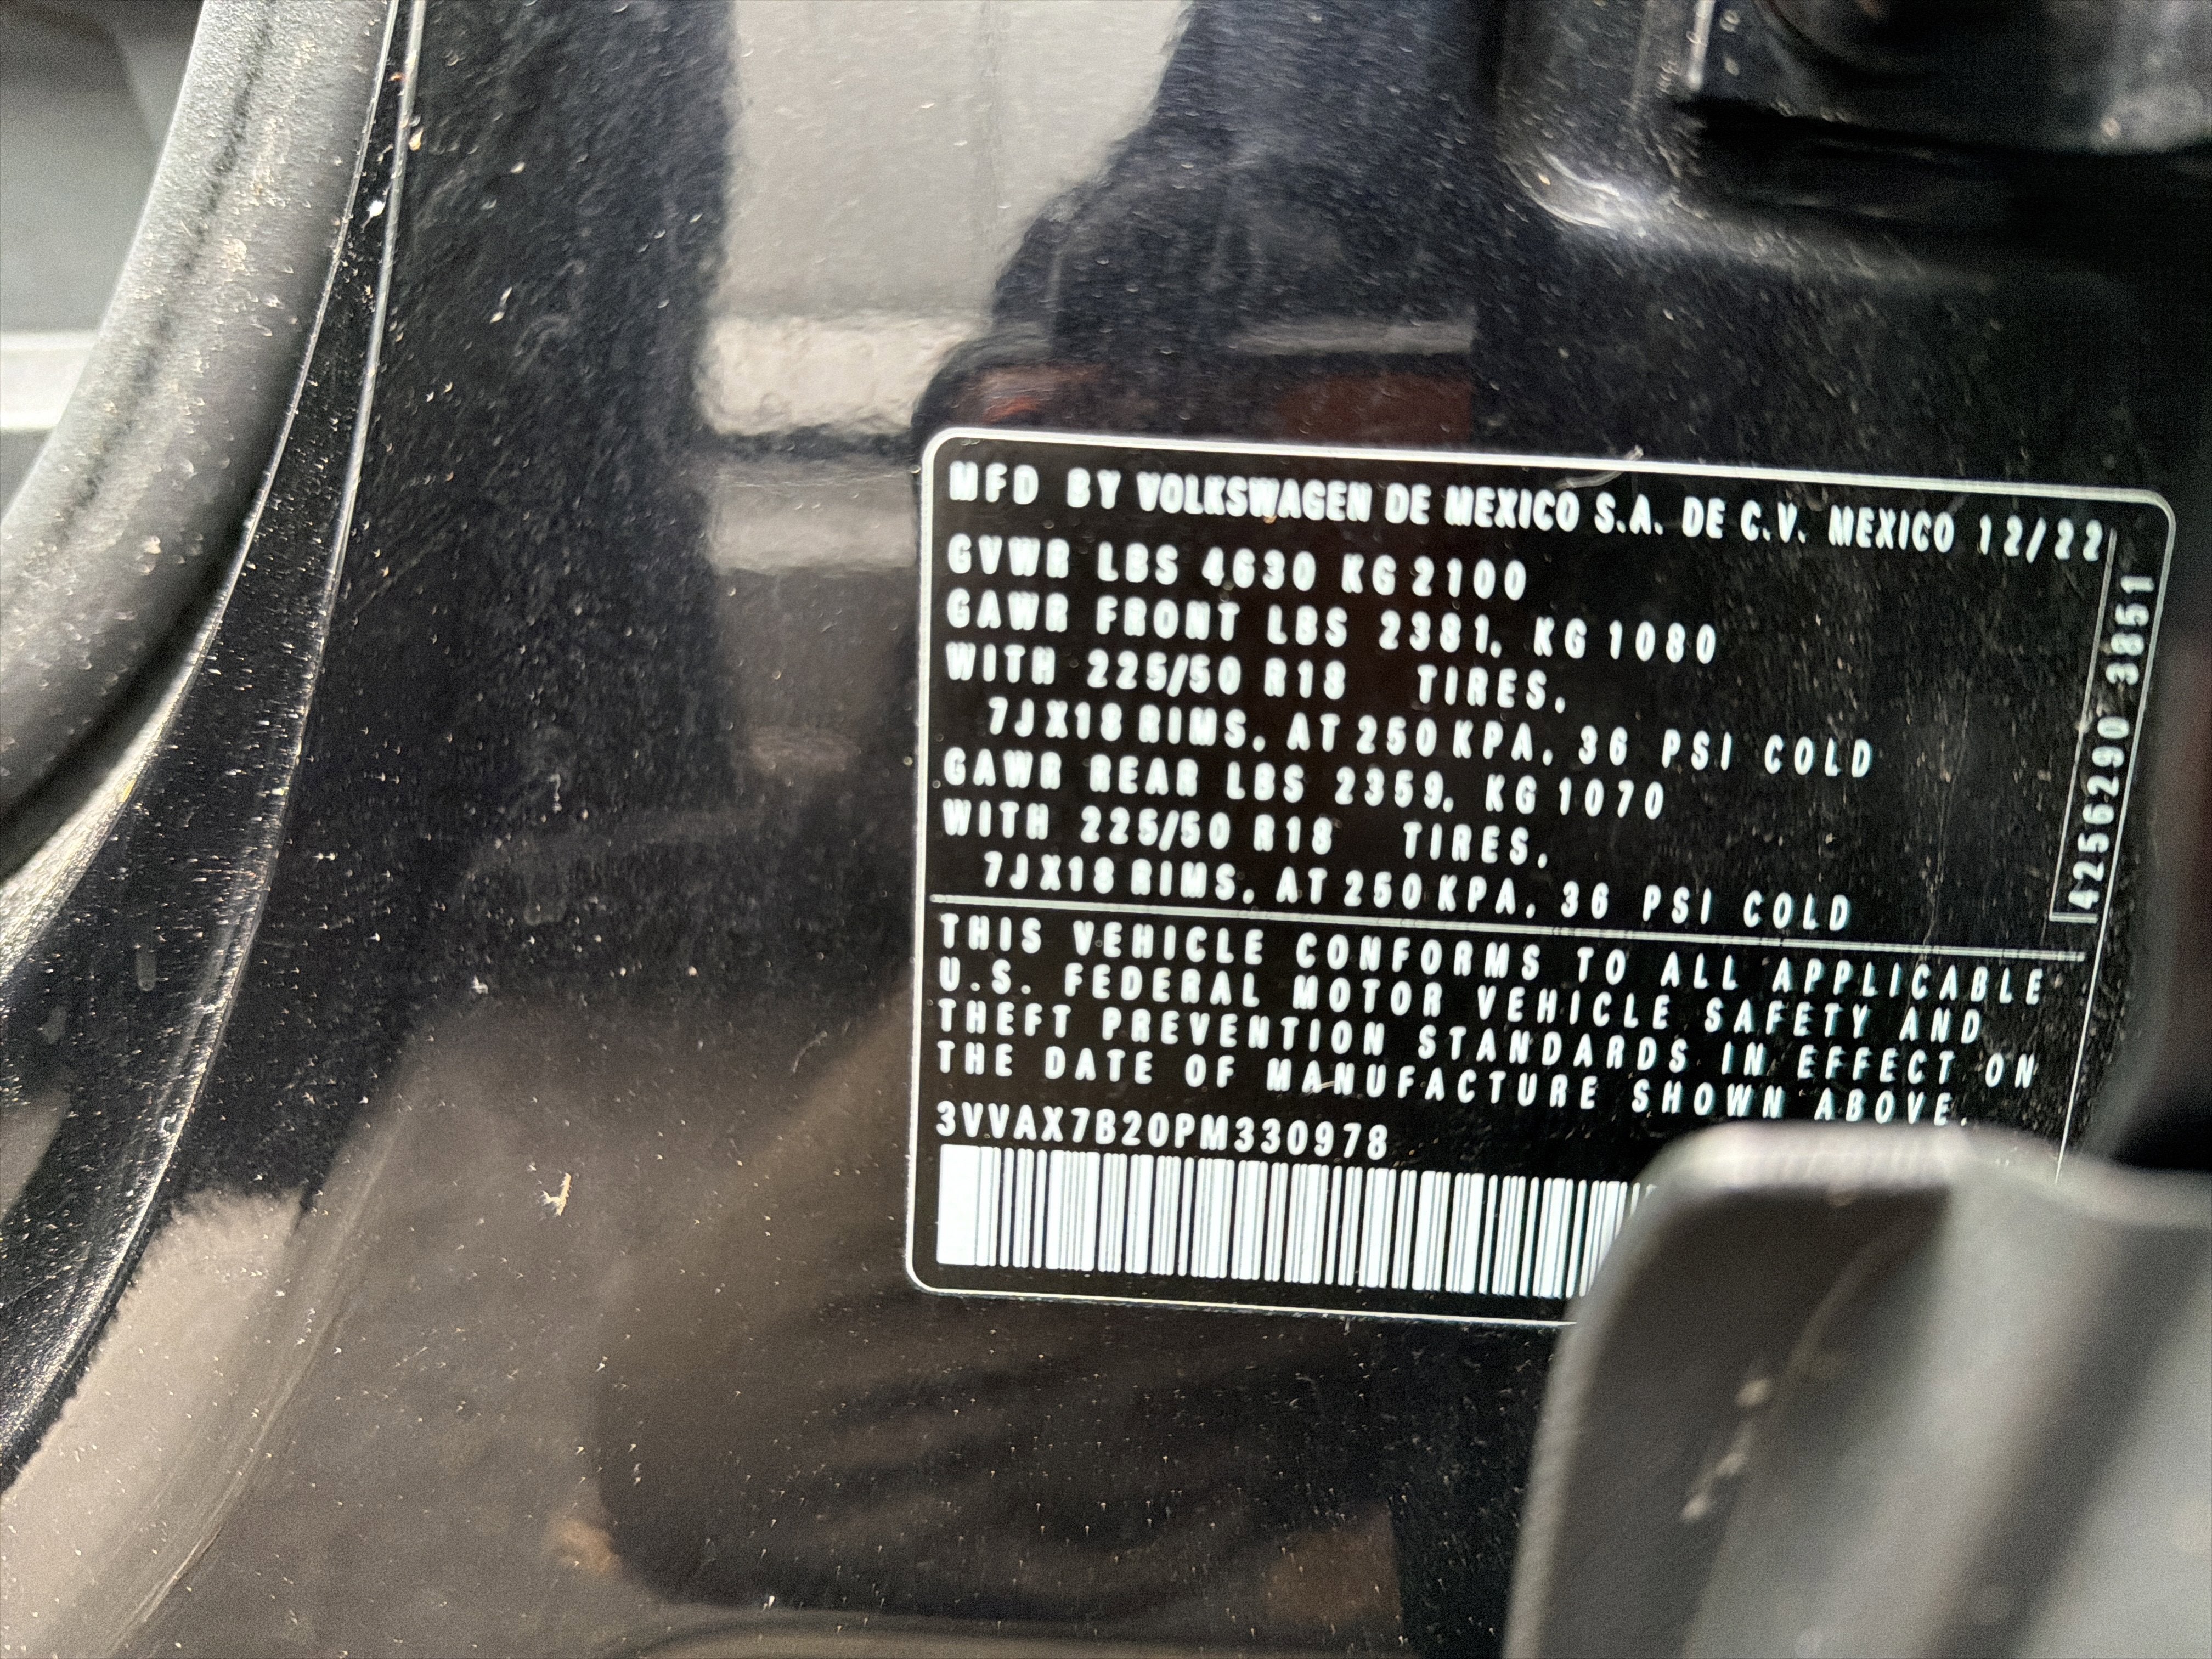 MFD BY VOLKSWAGEN DE MEXICO S.A. DE C.V. MEXICO 12/22
GVWR LBS 4630 KG 2100
GAWR FRONT LBS 2381, KG 1080
WITH 225/50 R18 TIRES,
7JX18 RIMS, AT 250 KPA, 36 PSI COLD
GAWR REAR LBS 2359, KG 1070
WITH 225/50 R18 TIRES,
7JX18 RIMS, AT 250 KPA, 36 PSI COLD
4256290 3851
THIS VEHICLE CONFORMS TO ALL APPLICABLE
U.S. FEDERAL MOTOR VEHICLE SAFETY AND
THEFT PREVENTION STANDARDS IN EFFECT ON
THE DATE OF MANUFACTURE SHOWN ABOVE.
3VVAX7B20PM330978